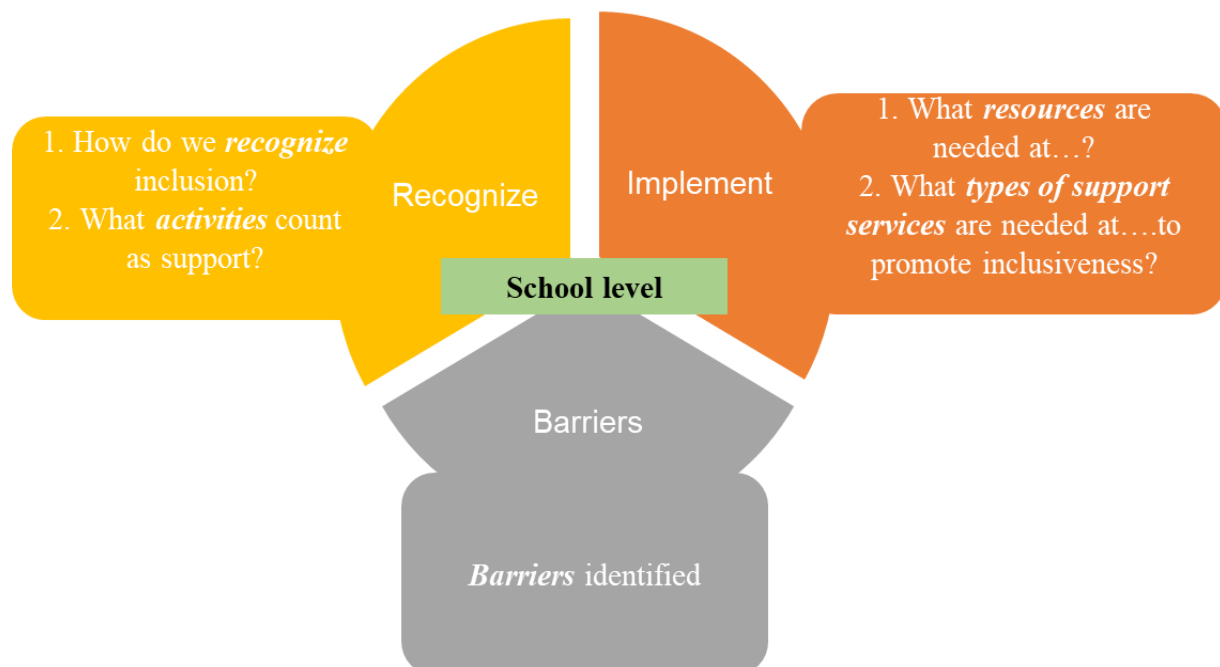 1. How do we recognize
inclusion?
2. What activities count
as support?
Recognize
Implement
1. What resources are
needed at…?
2. What types of support
services are needed at….to
promote inclusiveness?
School level
Barriers
Barriers identified